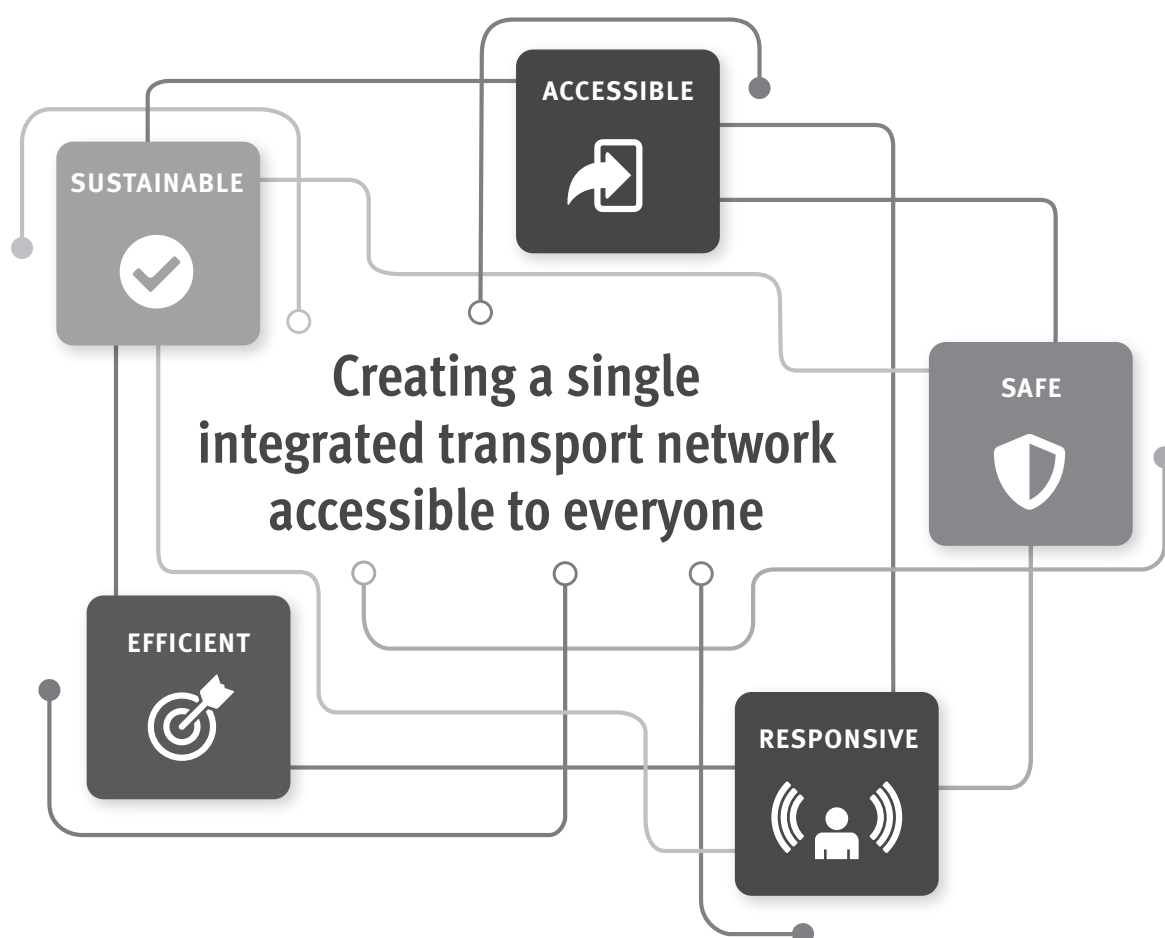 ACCESSIBLE
SUSTAINABLE
Creating a single
integrated transport network
accessible to everyone
SAFE
EFFICIENT
RESPONSIVE